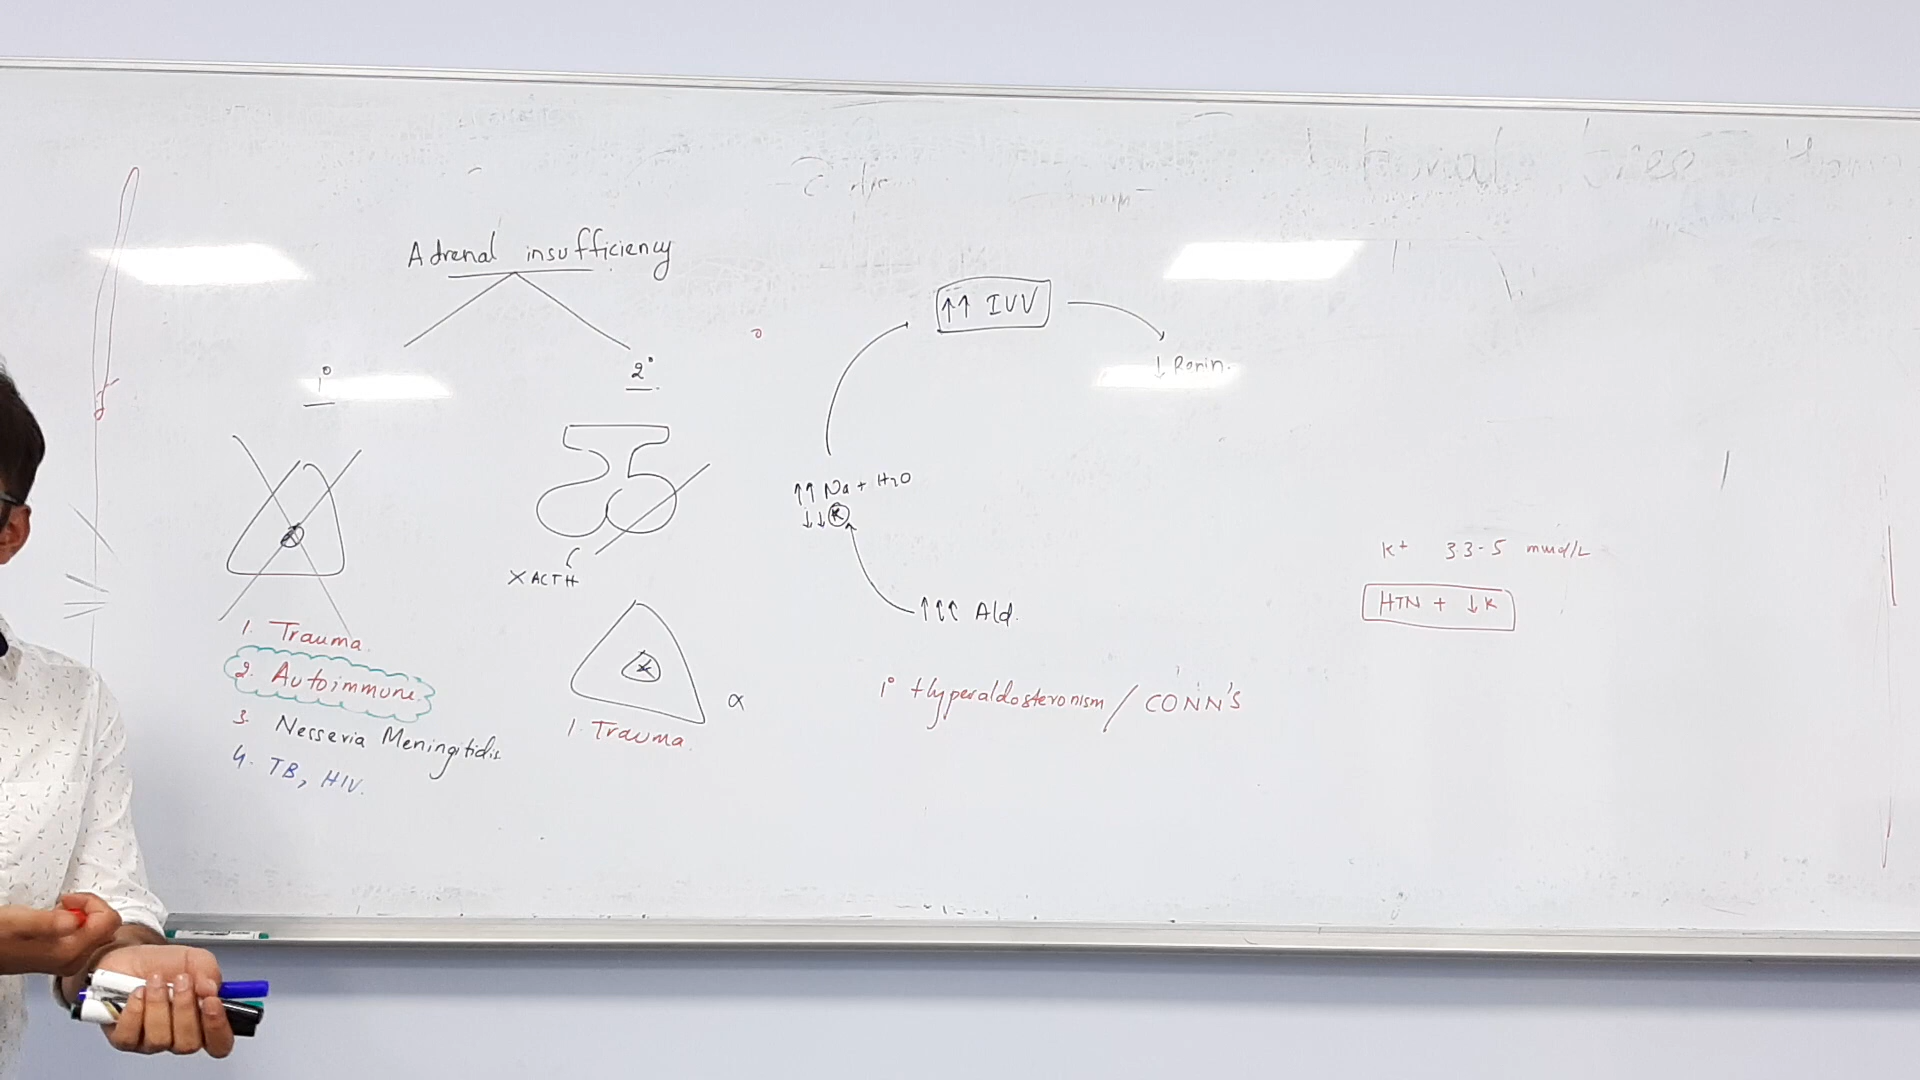 Adrenal insufficiency
1°
2°
X ACTH
1. Trauma.
2. Autoimmune.
3. Nesseria Meningitidis
4. TB, HIV.
α
1. Trauma.
↑↑ IVV
↓ Renin.
↑↑ Na + H2O
↓↓ K
↑↑↑ Ald.
1° Hyperaldosteronism / CONN'S
K+ 3.3-5 mmol/L
HTN + ↓K